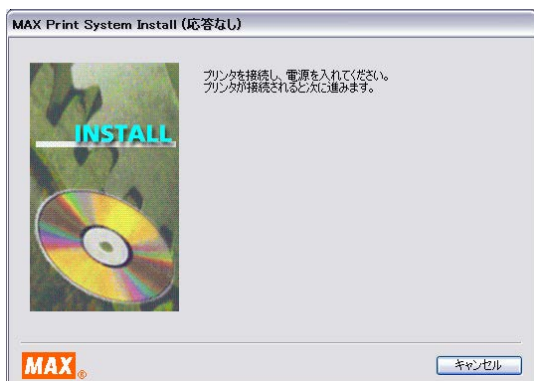 MAX Print System Install (応答なし)
プリンタを接続し、電源を入れてください。
プリンタが接続されると次に進みます。
INSTALL
MAX®
キャンセル